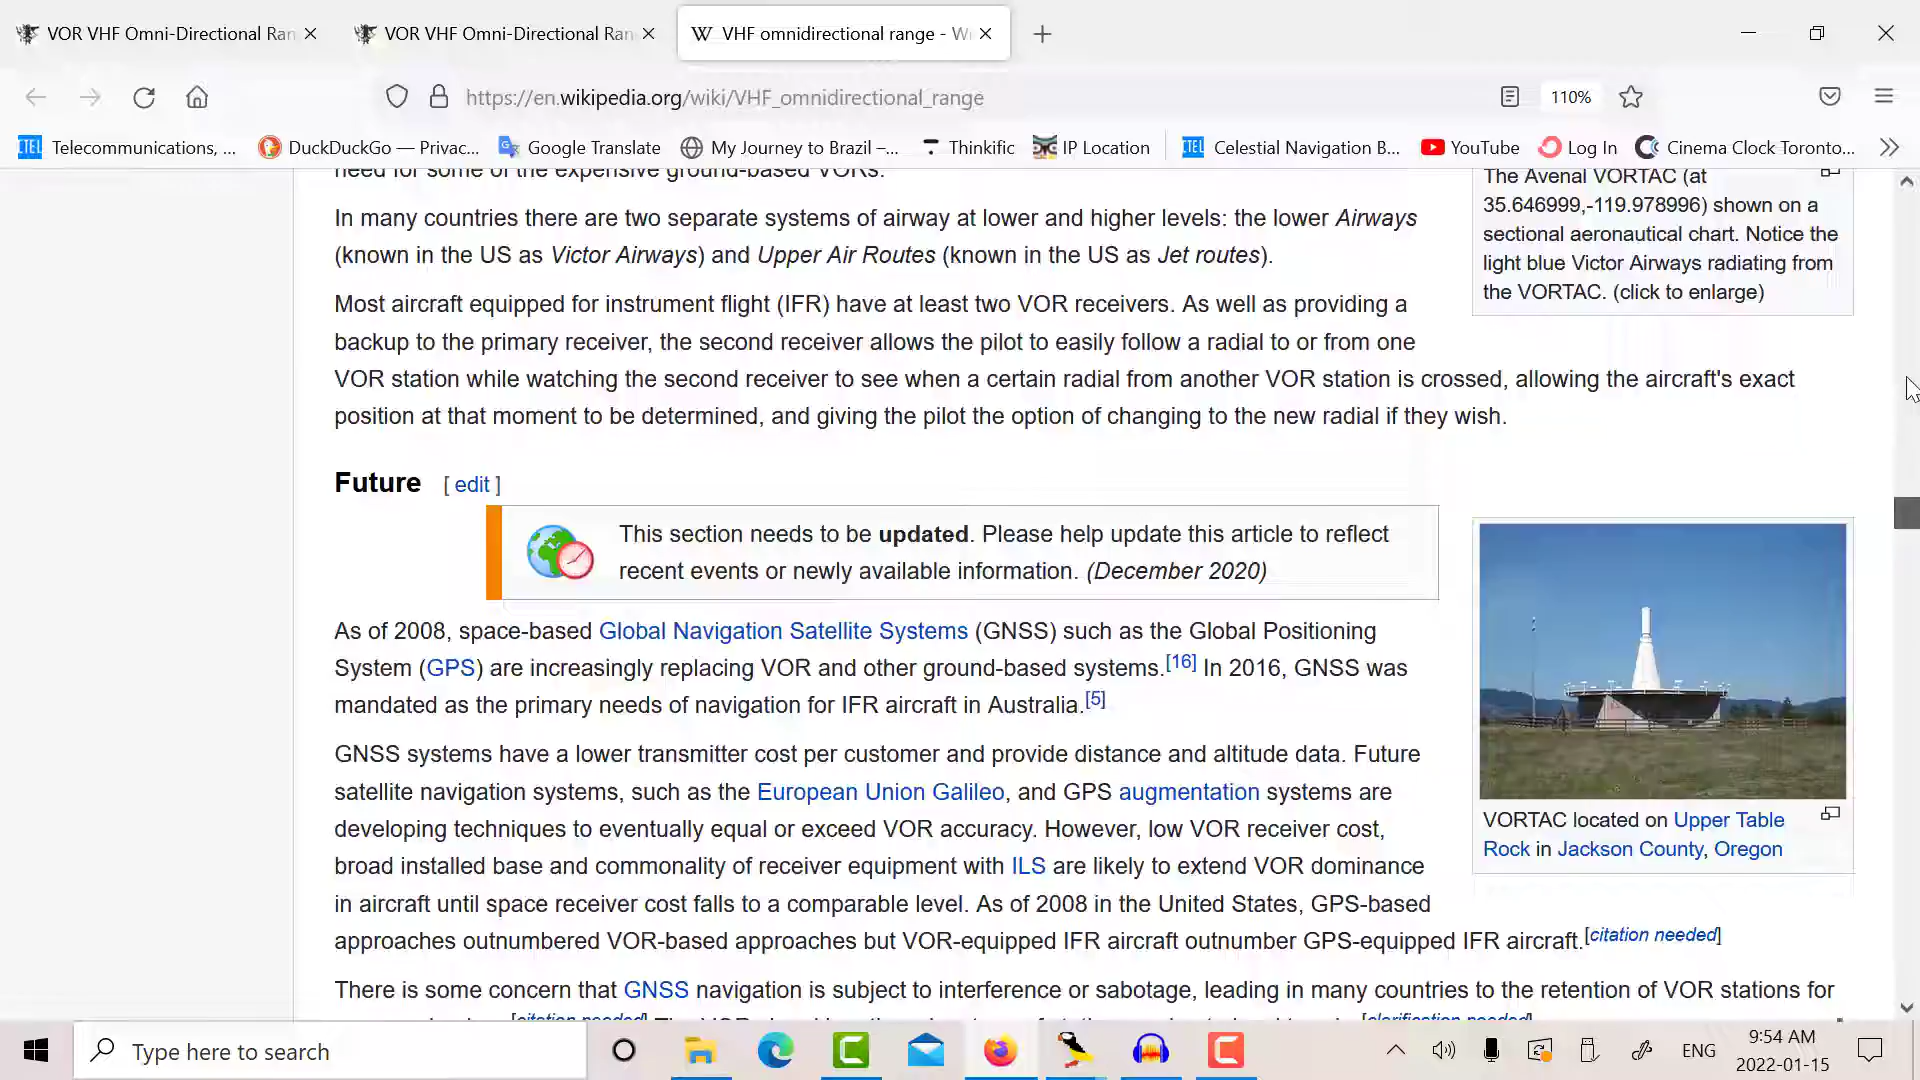 VOR VHF Omni-Directional Ran
VOR VHF Omni-Directional Ran
W VHF omnidirectional range - W
https://en.wikipedia.org/wiki/VHF_omnidirectional_range
110%
CTEL Telecommunications, ...
DuckDuckGo — Privac...
Google Translate
My Journey to Brazil –...
Thinkific
IP Location
CTEL Celestial Navigation B...
YouTube
Log In
Cinema Clock Toronto...
need for some of the expensive ground-based VORs.
In many countries there are two separate systems of airway at lower and higher levels: the lower Airways
(known in the US as Victor Airways) and Upper Air Routes (known in the US as Jet routes).
Most aircraft equipped for instrument flight (IFR) have at least two VOR receivers. As well as providing a
backup to the primary receiver, the second receiver allows the pilot to easily follow a radial to or from one
VOR station while watching the second receiver to see when a certain radial from another VOR station is crossed, allowing the aircraft's exact
position at that moment to be determined, and giving the pilot the option of changing to the new radial if they wish.
The Avenal VORTAC (at
35.646999,-119.978996) shown on a
sectional aeronautical chart. Notice the
light blue Victor Airways radiating from
the VORTAC. (click to enlarge)
Future [ edit ]
This section needs to be updated. Please help update this article to reflect
recent events or newly available information. (December 2020)
As of 2008, space-based Global Navigation Satellite Systems (GNSS) such as the Global Positioning
System (GPS) are increasingly replacing VOR and other ground-based systems.[16] In 2016, GNSS was
mandated as the primary needs of navigation for IFR aircraft in Australia.[5]
GNSS systems have a lower transmitter cost per customer and provide distance and altitude data. Future
satellite navigation systems, such as the European Union Galileo, and GPS augmentation systems are
developing techniques to eventually equal or exceed VOR accuracy. However, low VOR receiver cost,
broad installed base and commonality of receiver equipment with ILS are likely to extend VOR dominance
in aircraft until space receiver cost falls to a comparable level. As of 2008 in the United States, GPS-based
approaches outnumbered VOR-based approaches but VOR-equipped IFR aircraft outnumber GPS-equipped IFR aircraft.[citation needed]
VORTAC located on Upper Table
Rock in Jackson County, Oregon
There is some concern that GNSS navigation is subject to interference or sabotage, leading in many countries to the retention of VOR stations for
[citation needed] [clarification needed]
Type here to search
ENG
9:54 AM
2022-01-15